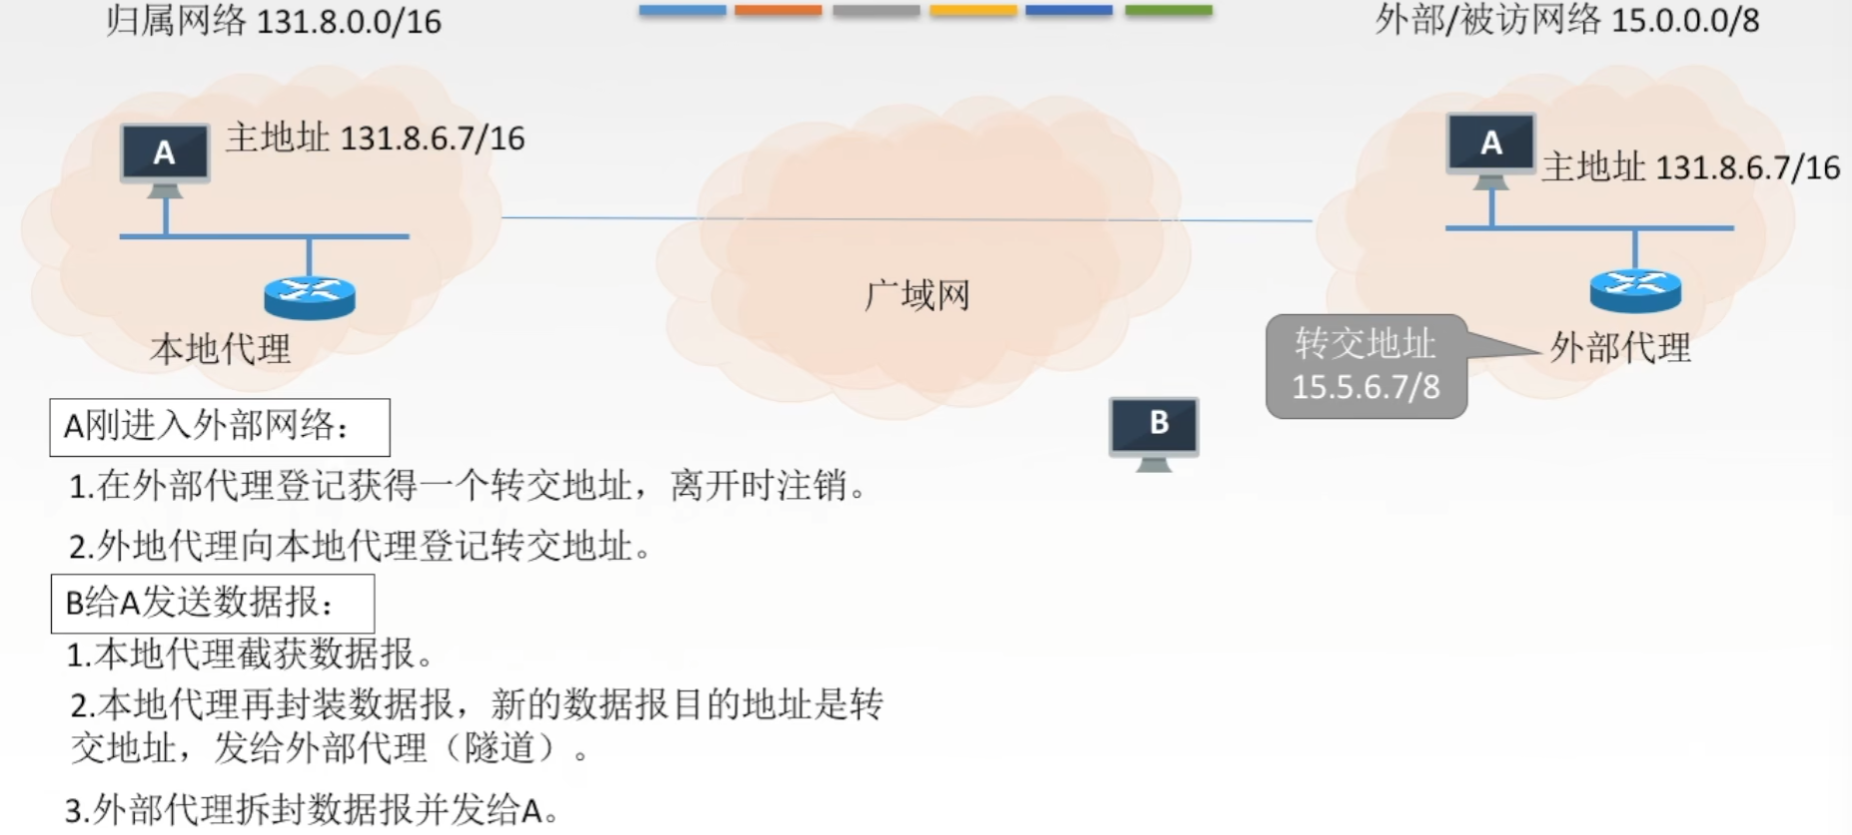 归属网络 131.8.0.0/16
外部/被访网络 15.0.0.0/8
A
主地址 131.8.6.7/16
A
主地址 131.8.6.7/16
广域网
本地代理
转交地址
15.5.6.7/8
外部代理
B
A刚进入外部网络：
1.在外部代理登记获得一个转交地址，离开时注销。
2.外地代理向本地代理登记转交地址。
B给A发送数据报：
1.本地代理截获数据报。
2.本地代理再封装数据报，新的数据报目的地址是转
交地址，发给外部代理（隧道）。
3.外部代理拆封数据报并发给A。